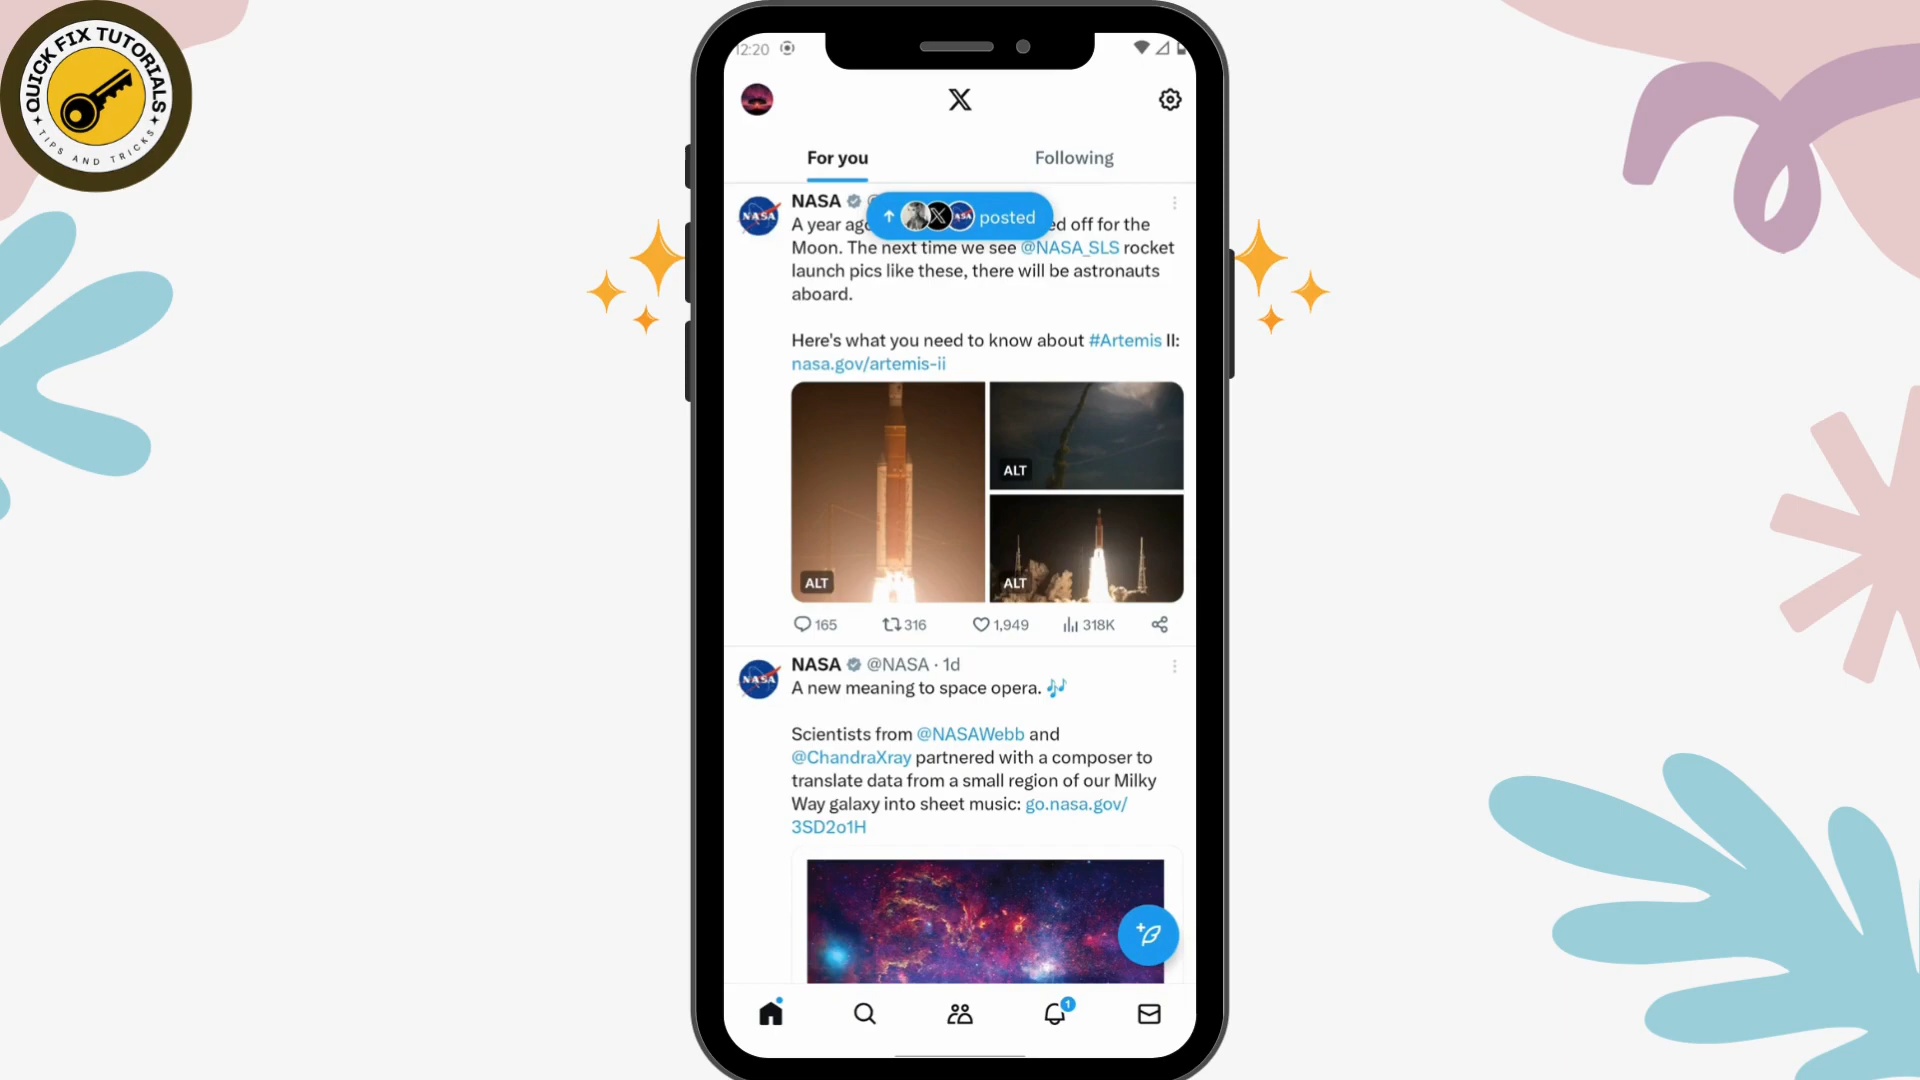 QUICK FIX TUTORIALS
TIPS AND TRICKS
12:20
X
For you
Following
NASA
posted
A year ago
ed off for the
Moon. The next time we see @NASA_SLS rocket
launch pics like these, there will be astronauts
aboard.
Here's what you need to know about #Artemis II:
nasa.gov/artemis-ii
ALT
ALT
ALT
165
316
1,949
318K
NASA @NASA · 1d
A new meaning to space opera. 🎶
Scientists from @NASAWebb and
@ChandraXray partnered with a composer to
translate data from a small region of our Milky
Way galaxy into sheet music: go.nasa.gov/
3SD2o1H
1